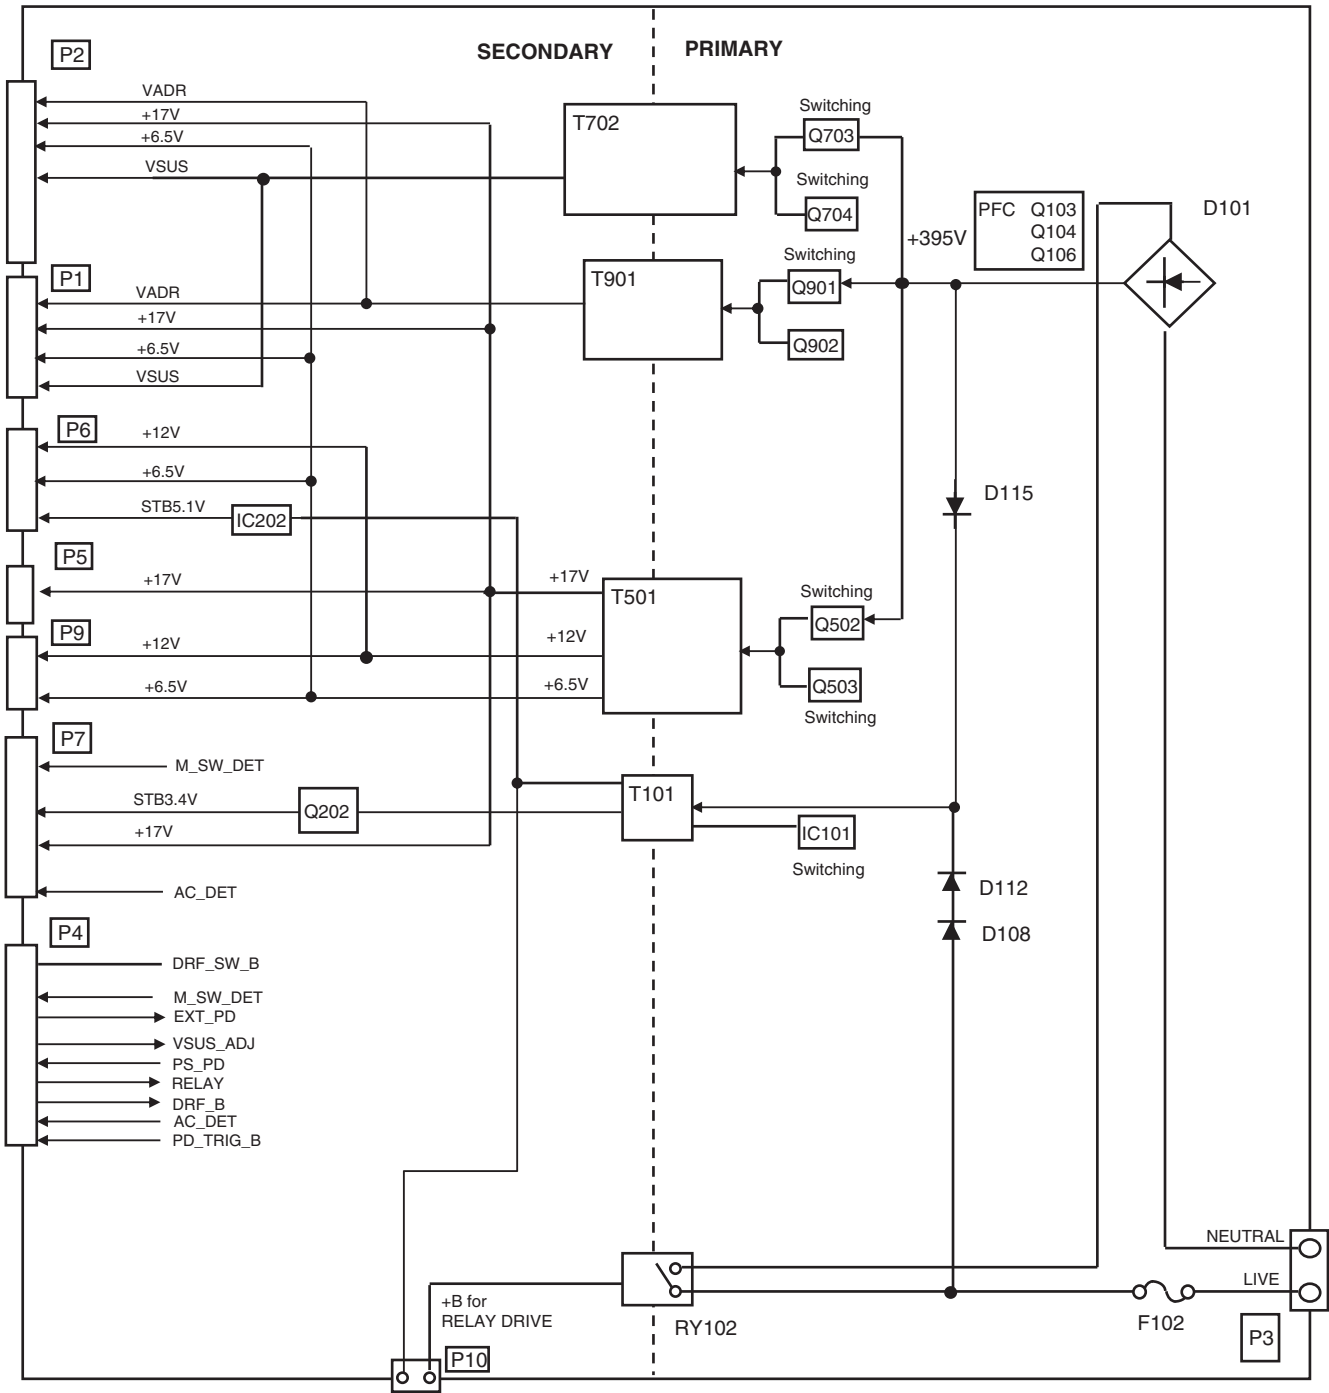 P2
SECONDARY
PRIMARY
VADR
+17V
+6.5V
VSUS
T702
Switching
Q703
Switching
Q704
PFC Q103
Q104
Q106
D101
+395V
P1
VADR
+17V
+6.5V
VSUS
T901
Switching
Q901
Q902
P6
+12V
+6.5V
STB5.1V
IC202
D115
P5
+17V
+17V
T501
Switching
Q502
P9
+12V
+12V
+6.5V
+6.5V
Q503
Switching
P7
M_SW_DET
STB3.4V
Q202
+17V
AC_DET
T101
IC101
Switching
D112
D108
P4
DRF_SW_B
M_SW_DET
EXT_PD
VSUS_ADJ
PS_PD
RELAY
DRF_B
AC_DET
PD_TRIG_B
NEUTRAL
LIVE
+B for
RELAY DRIVE
RY102
F102
P3
P10